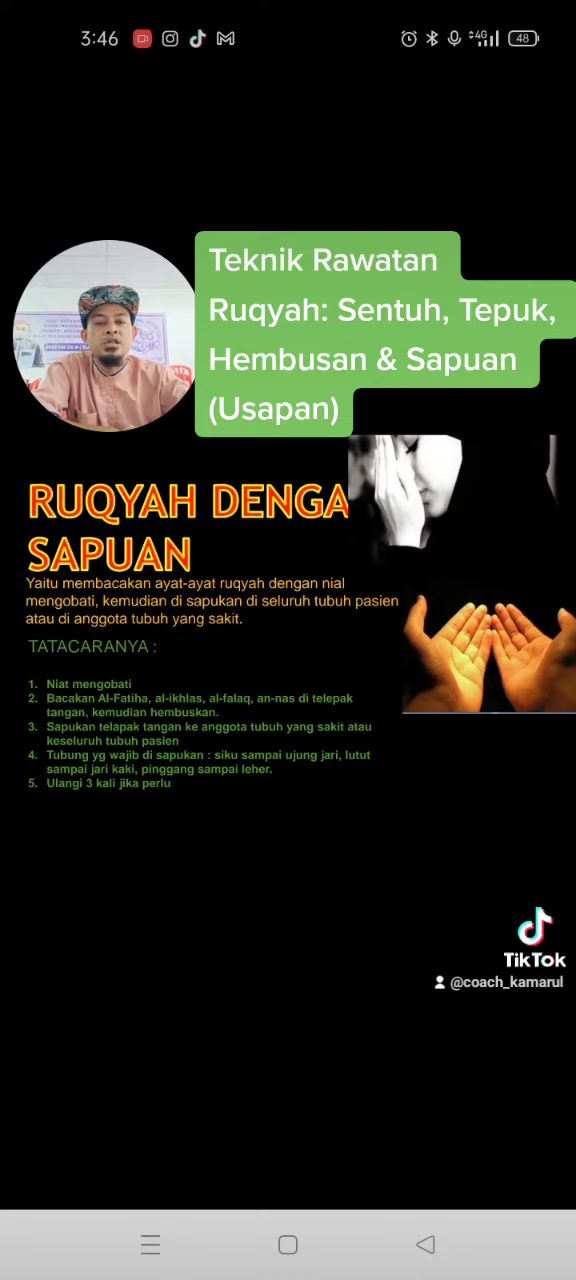 3:46
4G
48
Teknik Rawatan
Ruqyah: Sentuh, Tepuk,
Hembusan & Sapuan
(Usapan)
RUQYAH DENGA
SAPUAN
Yaitu membacakan ayat-ayat ruqyah dengan nial
mengobati, kemudian di sapukan di seluruh tubuh pasien
atau di anggota tubuh yang sakit.
TATACARANYA :
1. Niat mengobati
2. Bacakan Al-Fatiha, al-ikhlas, al-falaq, an-nas di telepak
tangan, kemudian hembuskan.
3. Sapukan telapak tangan ke anggota tubuh yang sakit atau
keseluruh tubuh pasien
4. Tubung yg wajib di sapukan : siku sampai ujung jari, lutut
sampai jari kaki, pinggang sampai leher.
5. Ulangi 3 kali jika perlu
TikTok
@coach_kamarul